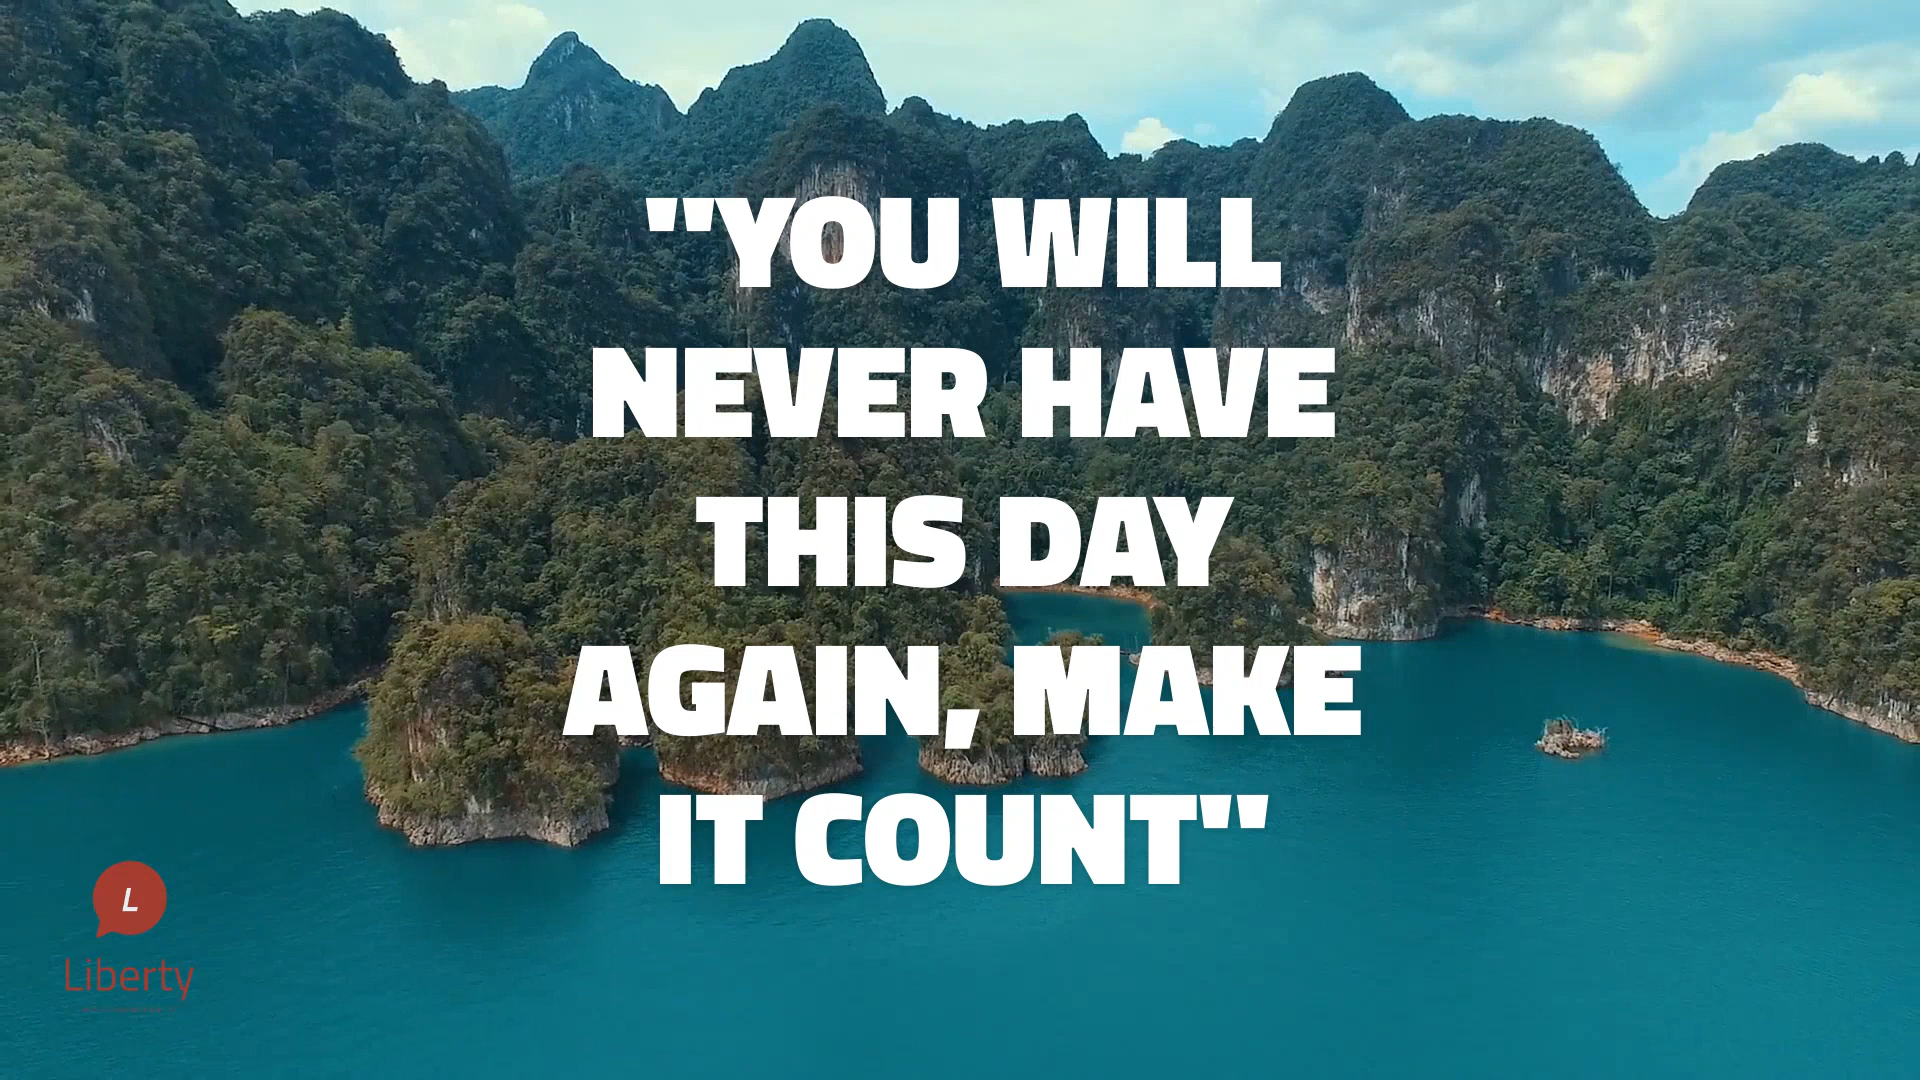 "YOU WILL
NEVER HAVE
THIS DAY
AGAIN, MAKE
IT COUNT"
L
Liberty